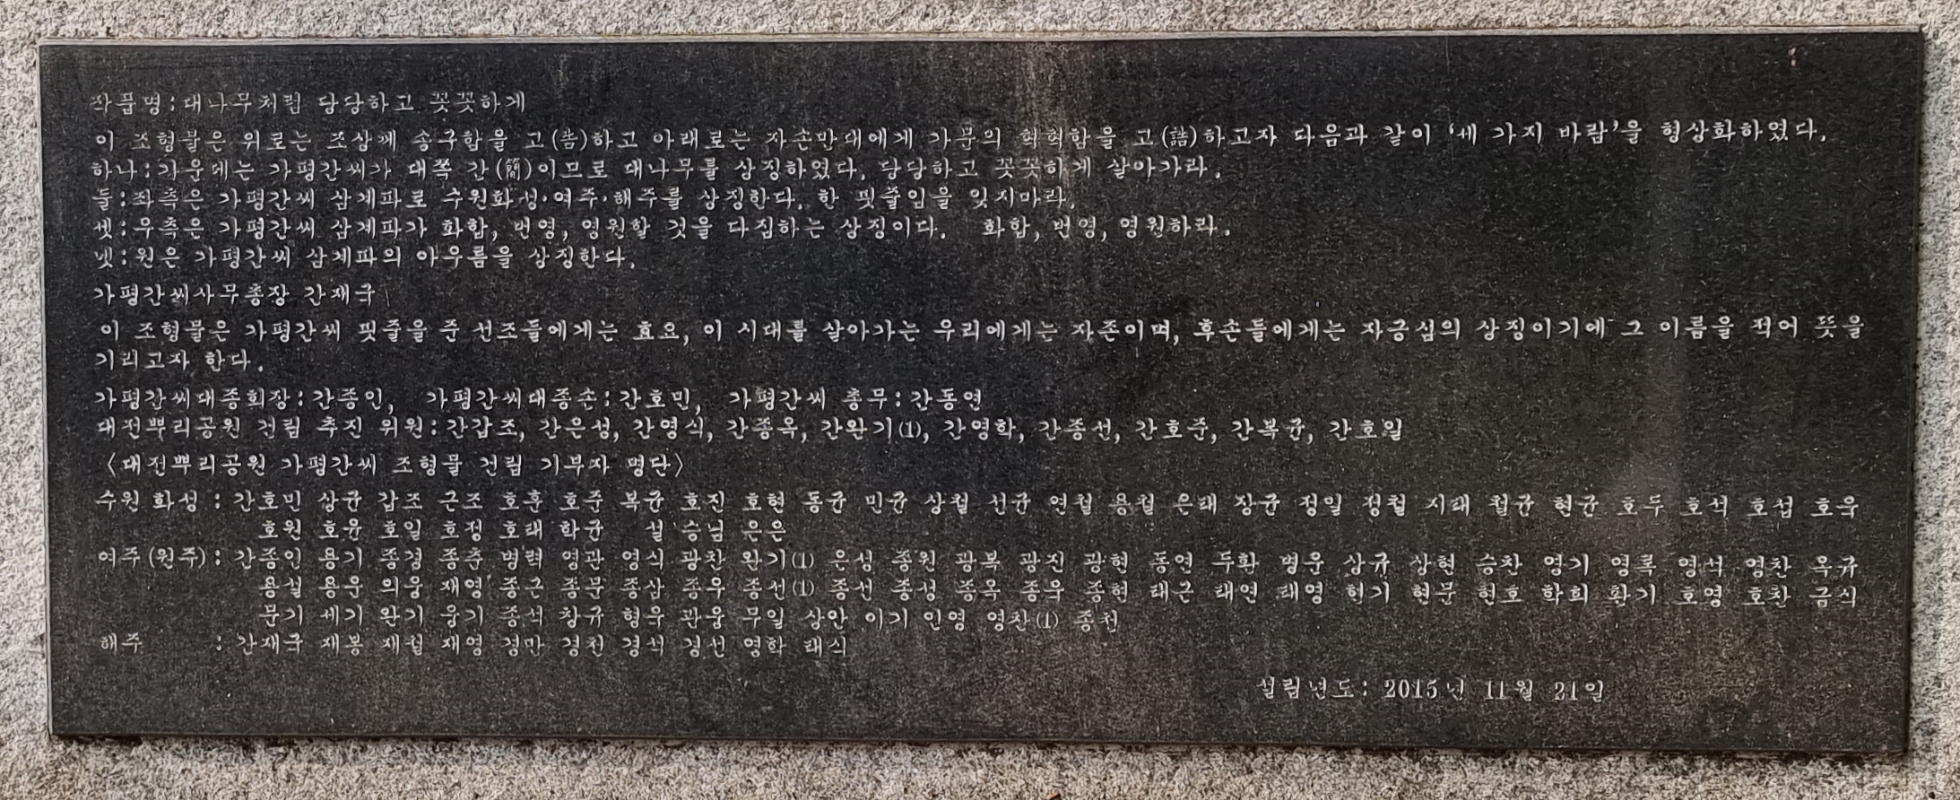 작품명:대나무처럼 당당하고 꼿꼿하게
이 조형물은 위로는 조상께 송구함을 고(告)하고 아래로는 자손만대에게 가문의 혁혁함을 고(誥)하고자 다음과 같이 '세 가지 바람'을 형상화하였다.
하나:가운데는 가평간씨가 대쪽 간(簡)이므로 대나무를 상징하였다. 당당하고 꼿꼿하게 살아가라.
둘:좌측은 가평간씨 삼계파로 수원화성·여주·해주를 상징한다. 한 핏줄임을 잊지마라.
셋:우측은 가평간씨 삼계파가 화합, 번영, 영원할 것을 다짐하는 상징이다. 화합, 번영, 영원하라.
넷:원은 가평간씨 삼계파의 아우름을 상징한다.
가평간씨사무총장 간재국
이 조형물은 가평간씨 핏줄을 준 선조들에게는 효요, 이 시대를 살아가는 우리에게는 자존이며, 후손들에게는 자긍심의 상징이기에 그 이름을 적어 뜻을
기리고자 한다.
가평간씨대종회장:간종인, 가평간씨대종손:간호민, 가평간씨 총무:간동연
대전뿌리공원 건립 추진 위원:간갑조, 간은성, 간영식, 간종옥, 간완기⑴, 간영학, 간종선, 간호준, 간복균, 간호일
〈대전뿌리공원 가평간씨 조형물 건립 기부자 명단〉
수원 화성 : 간호민 상균 갑조 근조 호훈 호준 복균 호진 호현 동균 민균 상철 선균 연철 용철 은태 장균 정일 정철 지태 철균 현균 호두 호석 호섭 호욱
호원 호윤 호일 호정 호태 학균 설 승님 은은
여주(원주) : 간종인 용기 종경 종춘 병력 영관 영식 광찬 완기⑴ 은성 종원 광복 광진 광현 동연 두환 병운 상규 상현 승찬 영기 영록 영석 영찬 옥규
용설 용운 의웅 재영 종근 종문 종삼 종우 종선⑴ 종선 종성 종옥 종욱 종현 태근 태연 태영 헌기 현문 현호 학희 환기 호영 호찬 금식
문기 세기 완기 웅기 종석 창규 형욱 관웅 무일 상안 이기 인영 영찬⑴ 종천
해주 : 간재국 재봉 재철 재영 경만 경천 경석 경선 영학 태식
설립년도: 2015년 11월 21일